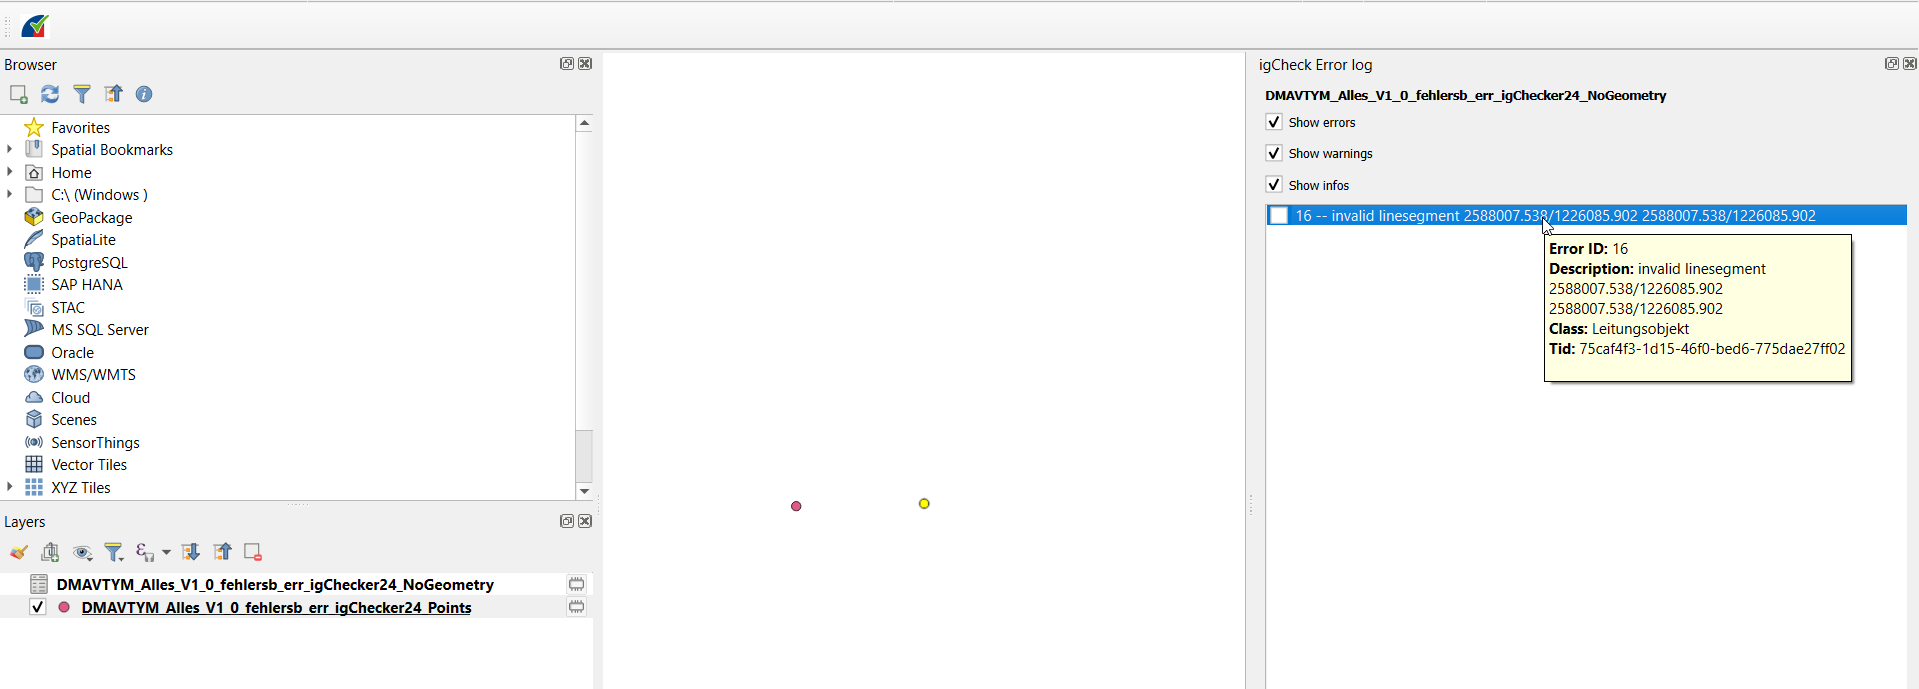 Browser
Favorites
Spatial Bookmarks
Home
C:\ (Windows )
GeoPackage
SpatiaLite
PostgreSQL
SAP HANA
STAC
MS SQL Server
Oracle
WMS/WMTS
Cloud
Scenes
SensorThings
Vector Tiles
XYZ Tiles
Layers
DMAVTYM_Alles_V1_0_fehlersb_err_igChecker24_NoGeometry
DMAVTYM_Alles_V1_0_fehlersb_err_igChecker24_Points
igCheck Error log
DMAVTYM_Alles_V1_0_fehlersb_err_igChecker24_NoGeometry
Show errors
Show warnings
Show infos
16 -- invalid linesegment 2588007.538/1226085.902 2588007.538/1226085.902
Error ID: 16
Description: invalid linesegment
2588007.538/1226085.902
2588007.538/1226085.902
Class: Leitungsobjekt
Tid: 75caf4f3-1d15-46f0-bed6-775dae27ff02